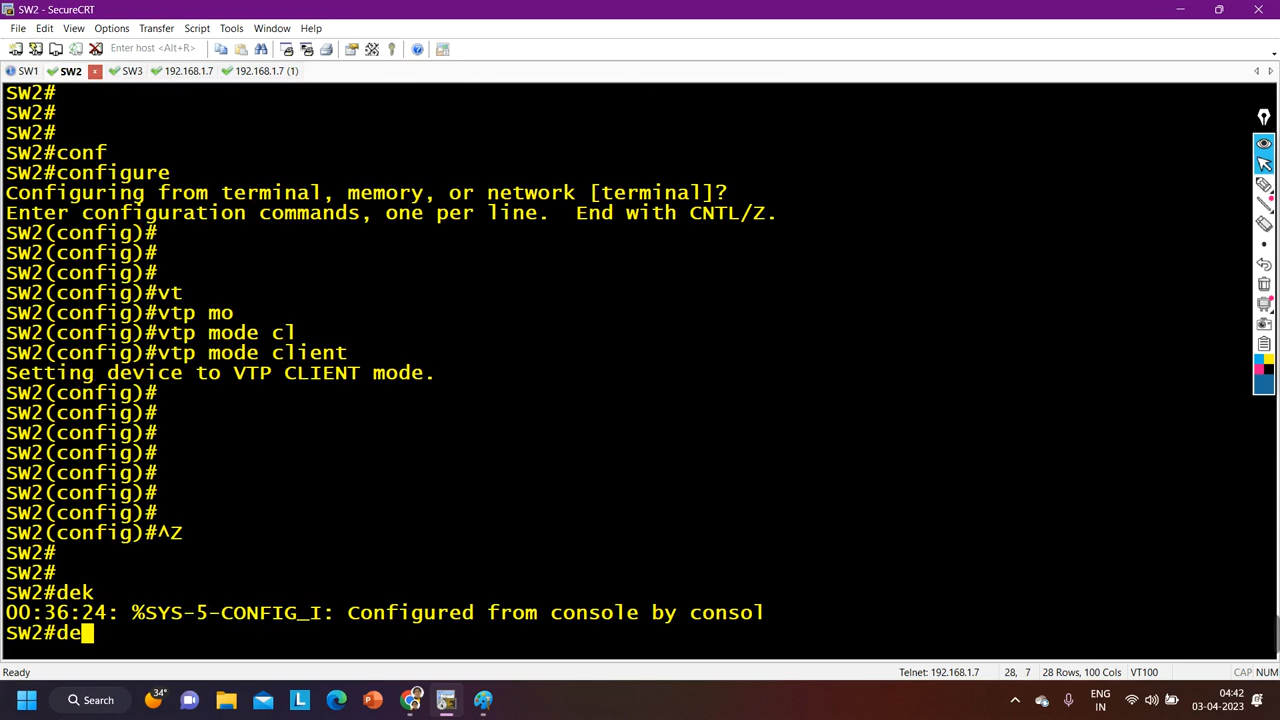 SW2 - SecureCRT
File Edit View Options Transfer Script Tools Window Help
Enter host <Alt+R>
SW1 SW2 x SW3 192.168.1.7 192.168.1.7 (1)
SW2#
SW2#
SW2#
SW2#conf
SW2#configure
Configuring from terminal, memory, or network [terminal]?
Enter configuration commands, one per line.  End with CNTL/Z.
SW2(config)#
SW2(config)#
SW2(config)#
SW2(config)#vt
SW2(config)#vtp mo
SW2(config)#vtp mode cl
SW2(config)#vtp mode client
Setting device to VTP CLIENT mode.
SW2(config)#
SW2(config)#
SW2(config)#
SW2(config)#
SW2(config)#
SW2(config)#
SW2(config)#
SW2(config)#^Z
SW2#
SW2#
SW2#dek
00:36:24: %SYS-5-CONFIG_I: Configured from console by consol
SW2#de
Ready Telnet: 192.168.1.7 28, 7 28 Rows, 100 Cols VT100 CAP NUM
Search 34° L P ENG IN 04:42 03-04-2023